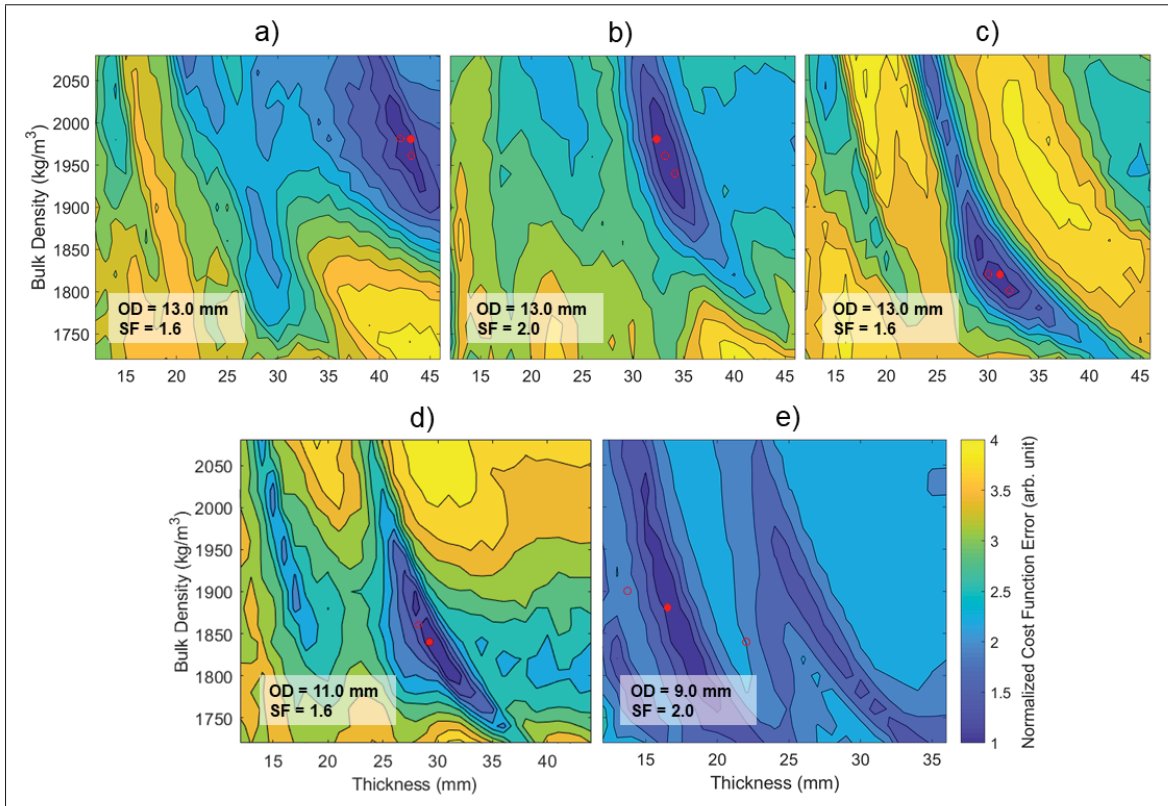 a)
b)
c)
Bulk Density (kg/m³)
2050
2000
1950
1900
1850
1800
1750
OD = 13.0 mm
SF = 1.6
15 20 25 30 35 40 45
OD = 13.0 mm
SF = 2.0
15 20 25 30 35 40 45
OD = 13.0 mm
SF = 1.6
15 20 25 30 35 40 45
d)
e)
Bulk Density (kg/m³)
2050
2000
1950
1900
1850
1800
1750
OD = 11.0 mm
SF = 1.6
15 20 25 30 35 40
Thickness (mm)
OD = 9.0 mm
SF = 2.0
15 20 25 30 35
Thickness (mm)
4
3.5
3
2.5
2
1.5
1
Normalized Cost Function Error (arb. unit)